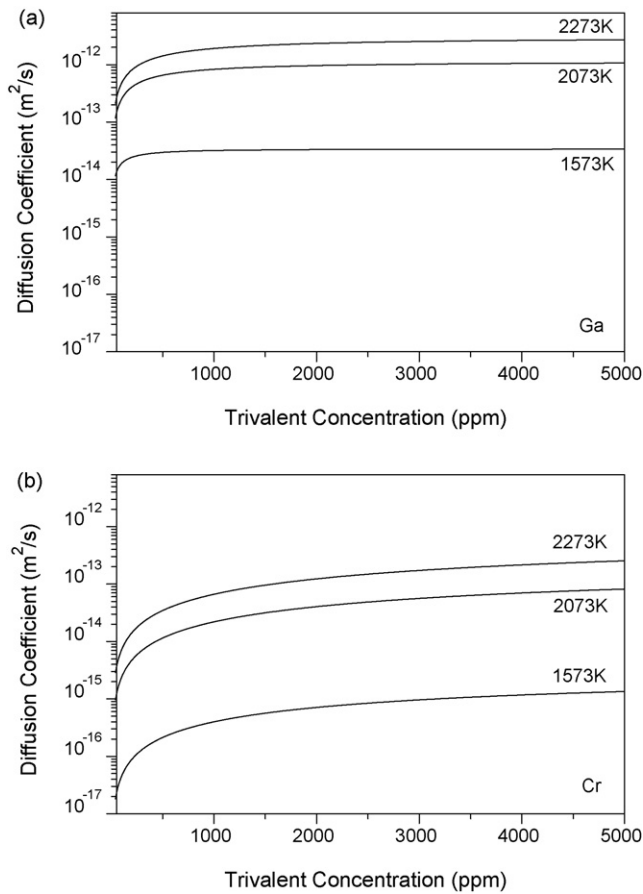 (a)
2273K
10^-12
2073K
10^-13
1573K
10^-14
10^-15
10^-16
Ga
10^-17
Diffusion Coefficient (m^2/s)
1000 2000 3000 4000 5000
Trivalent Concentration (ppm)
(b)
10^-12
2273K
10^-13
2073K
10^-14
1573K
10^-15
10^-16
Cr
10^-17
Diffusion Coefficient (m^2/s)
1000 2000 3000 4000 5000
Trivalent Concentration (ppm)